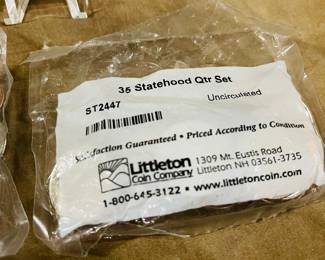 35 Statehood Qtr Set
ST2447
Uncirculated
Satisfaction Guaranteed • Priced According to Condition
Littleton
Coin Company
1309 Mt. Eustis Road
Littleton NH 03561-3735
1-800-645-3122 • www.littletoncoin.com